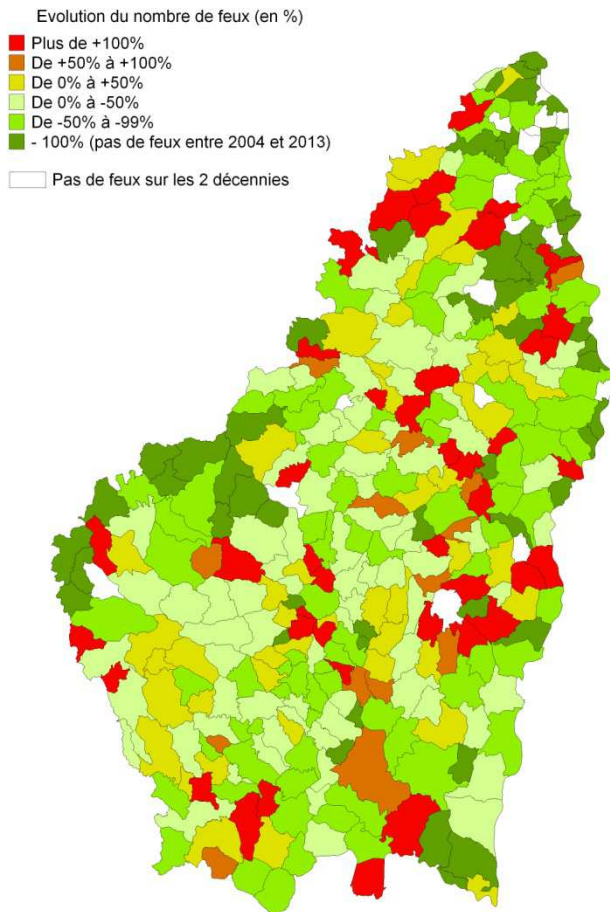 Evolution du nombre de feux (en %)
Plus de +100%
De +50% à +100%
De 0% à +50%
De 0% à -50%
De -50% à -99%
- 100% (pas de feux entre 2004 et 2013)
Pas de feux sur les 2 décennies